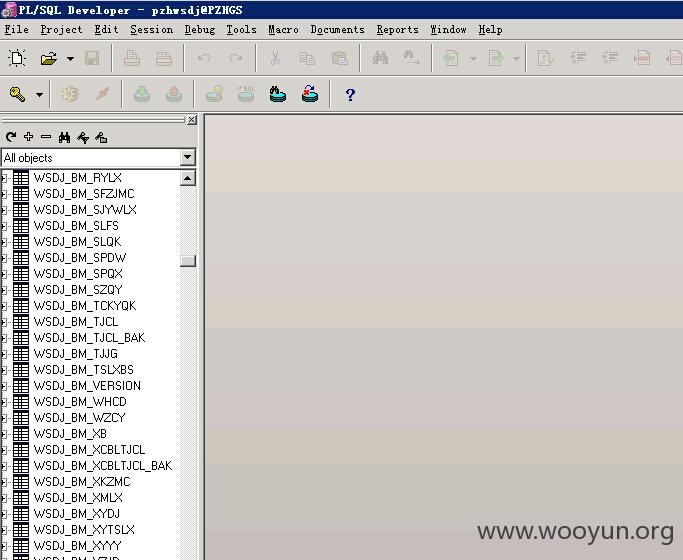 PL/SQL Developer - pzhwsdj@PZHGS
File Project Edit Session Debug Tools Macro Documents Reports Window Help
SQL
?
All objects
WSDJ_BM_RYLX
WSDJ_BM_SFZJMC
WSDJ_BM_SJYWLX
WSDJ_BM_SLFS
WSDJ_BM_SLQK
WSDJ_BM_SPDW
WSDJ_BM_SPQX
WSDJ_BM_SZQY
WSDJ_BM_TCKYQK
WSDJ_BM_TJCL
WSDJ_BM_TJCL_BAK
WSDJ_BM_TJJG
WSDJ_BM_TSLXBS
WSDJ_BM_VERSION
WSDJ_BM_WHCD
WSDJ_BM_WZCY
WSDJ_BM_XB
WSDJ_BM_XCBLTJCL
WSDJ_BM_XCBLTJCL_BAK
WSDJ_BM_XKZMC
WSDJ_BM_XMLX
WSDJ_BM_XYDJ
WSDJ_BM_XYTSLX
WSDJ_BM_XYYY
www.wooyun.org